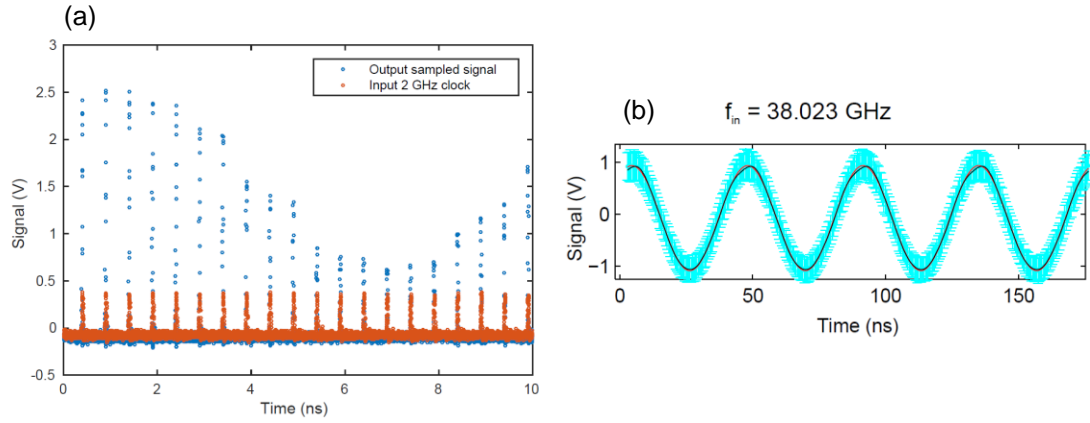 (a)
3
2.5
2
1.5
1
0.5
0
-0.5
0 2 4 6 8 10
Signal (V)
Time (ns)
Output sampled signal
Input 2 GHz clock
(b)
f_in = 38.023 GHz
1
0
−1
0 50 100 150
Signal (V)
Time (ns)